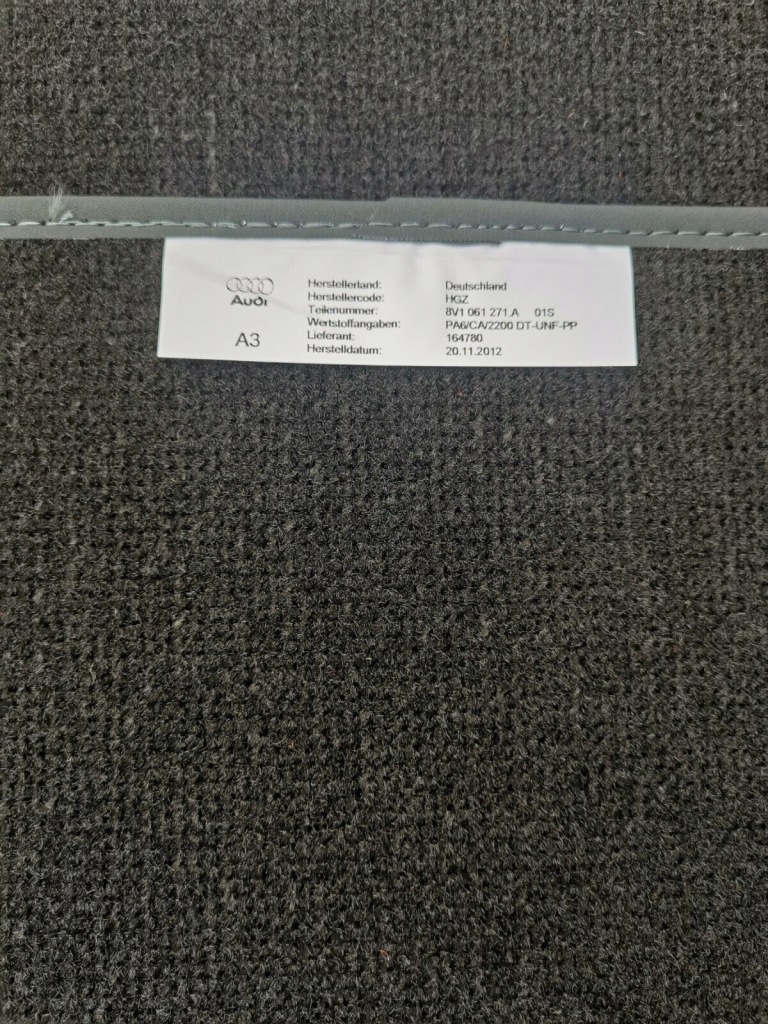 Audi
A3
Herstellerland: Deutschland
Herstellercode: HGZ
Teilenummer: 8V1 061 271 A 01S
Wertstoffangaben: PA6/CA/2200 DT-UNF-PP
Lieferant: 164780
Herstelldatum: 20.11.2012